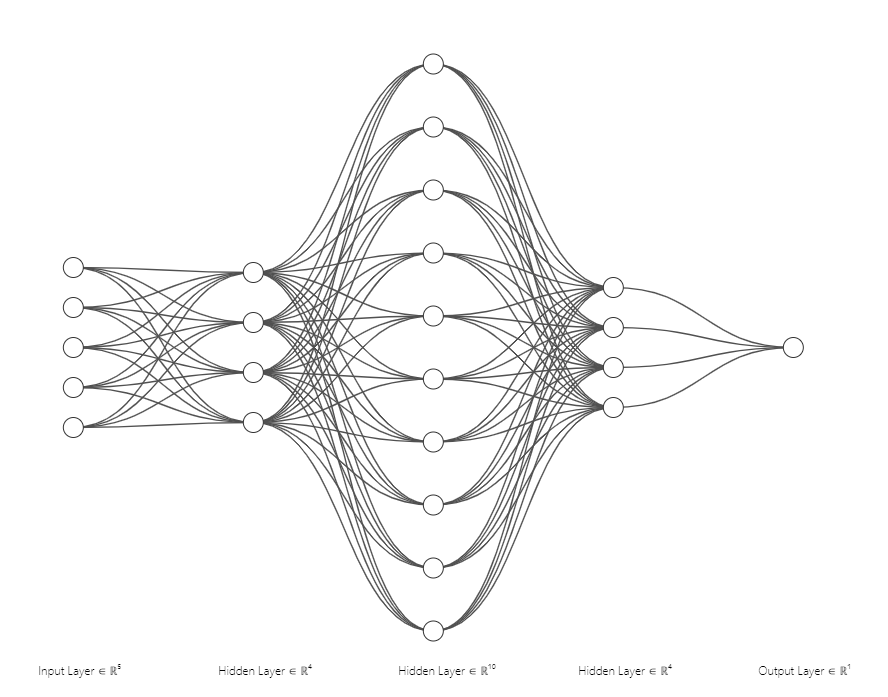 Input Layer ∈ ℝ⁵
Hidden Layer ∈ ℝ⁴
Hidden Layer ∈ ℝ¹⁰
Hidden Layer ∈ ℝ⁴
Output Layer ∈ ℝ¹